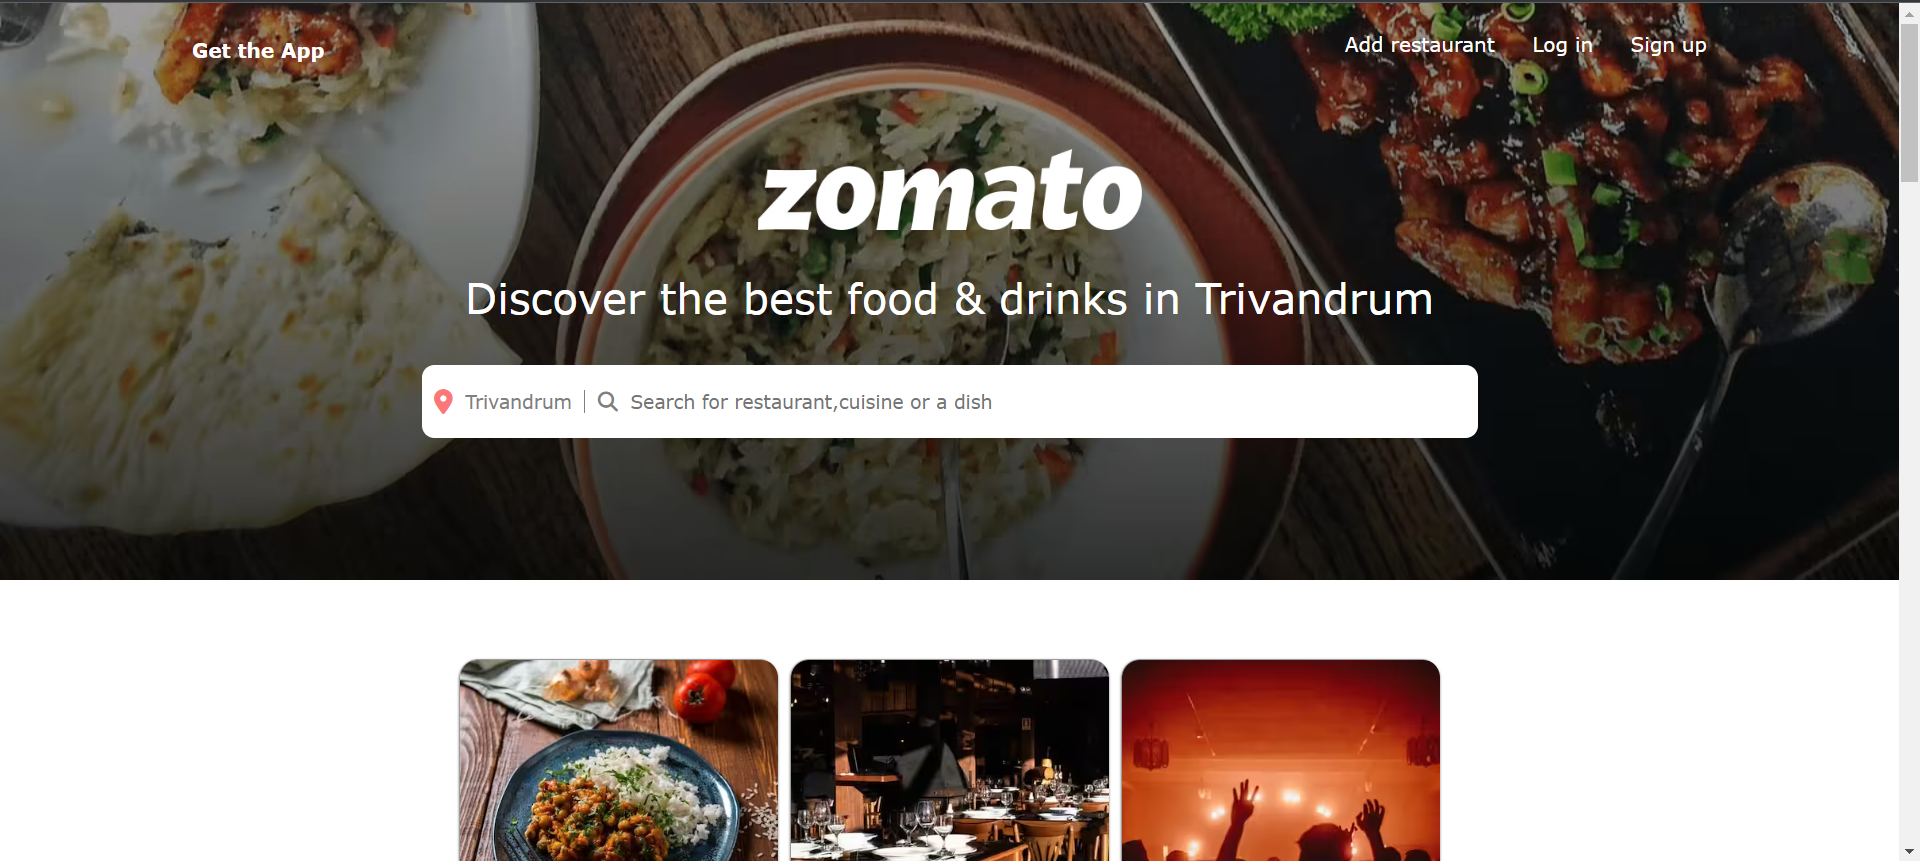 Get the App
Add restaurant Log in Sign up
zomato
Discover the best food & drinks in Trivandrum
Trivandrum | Search for restaurant,cuisine or a dish